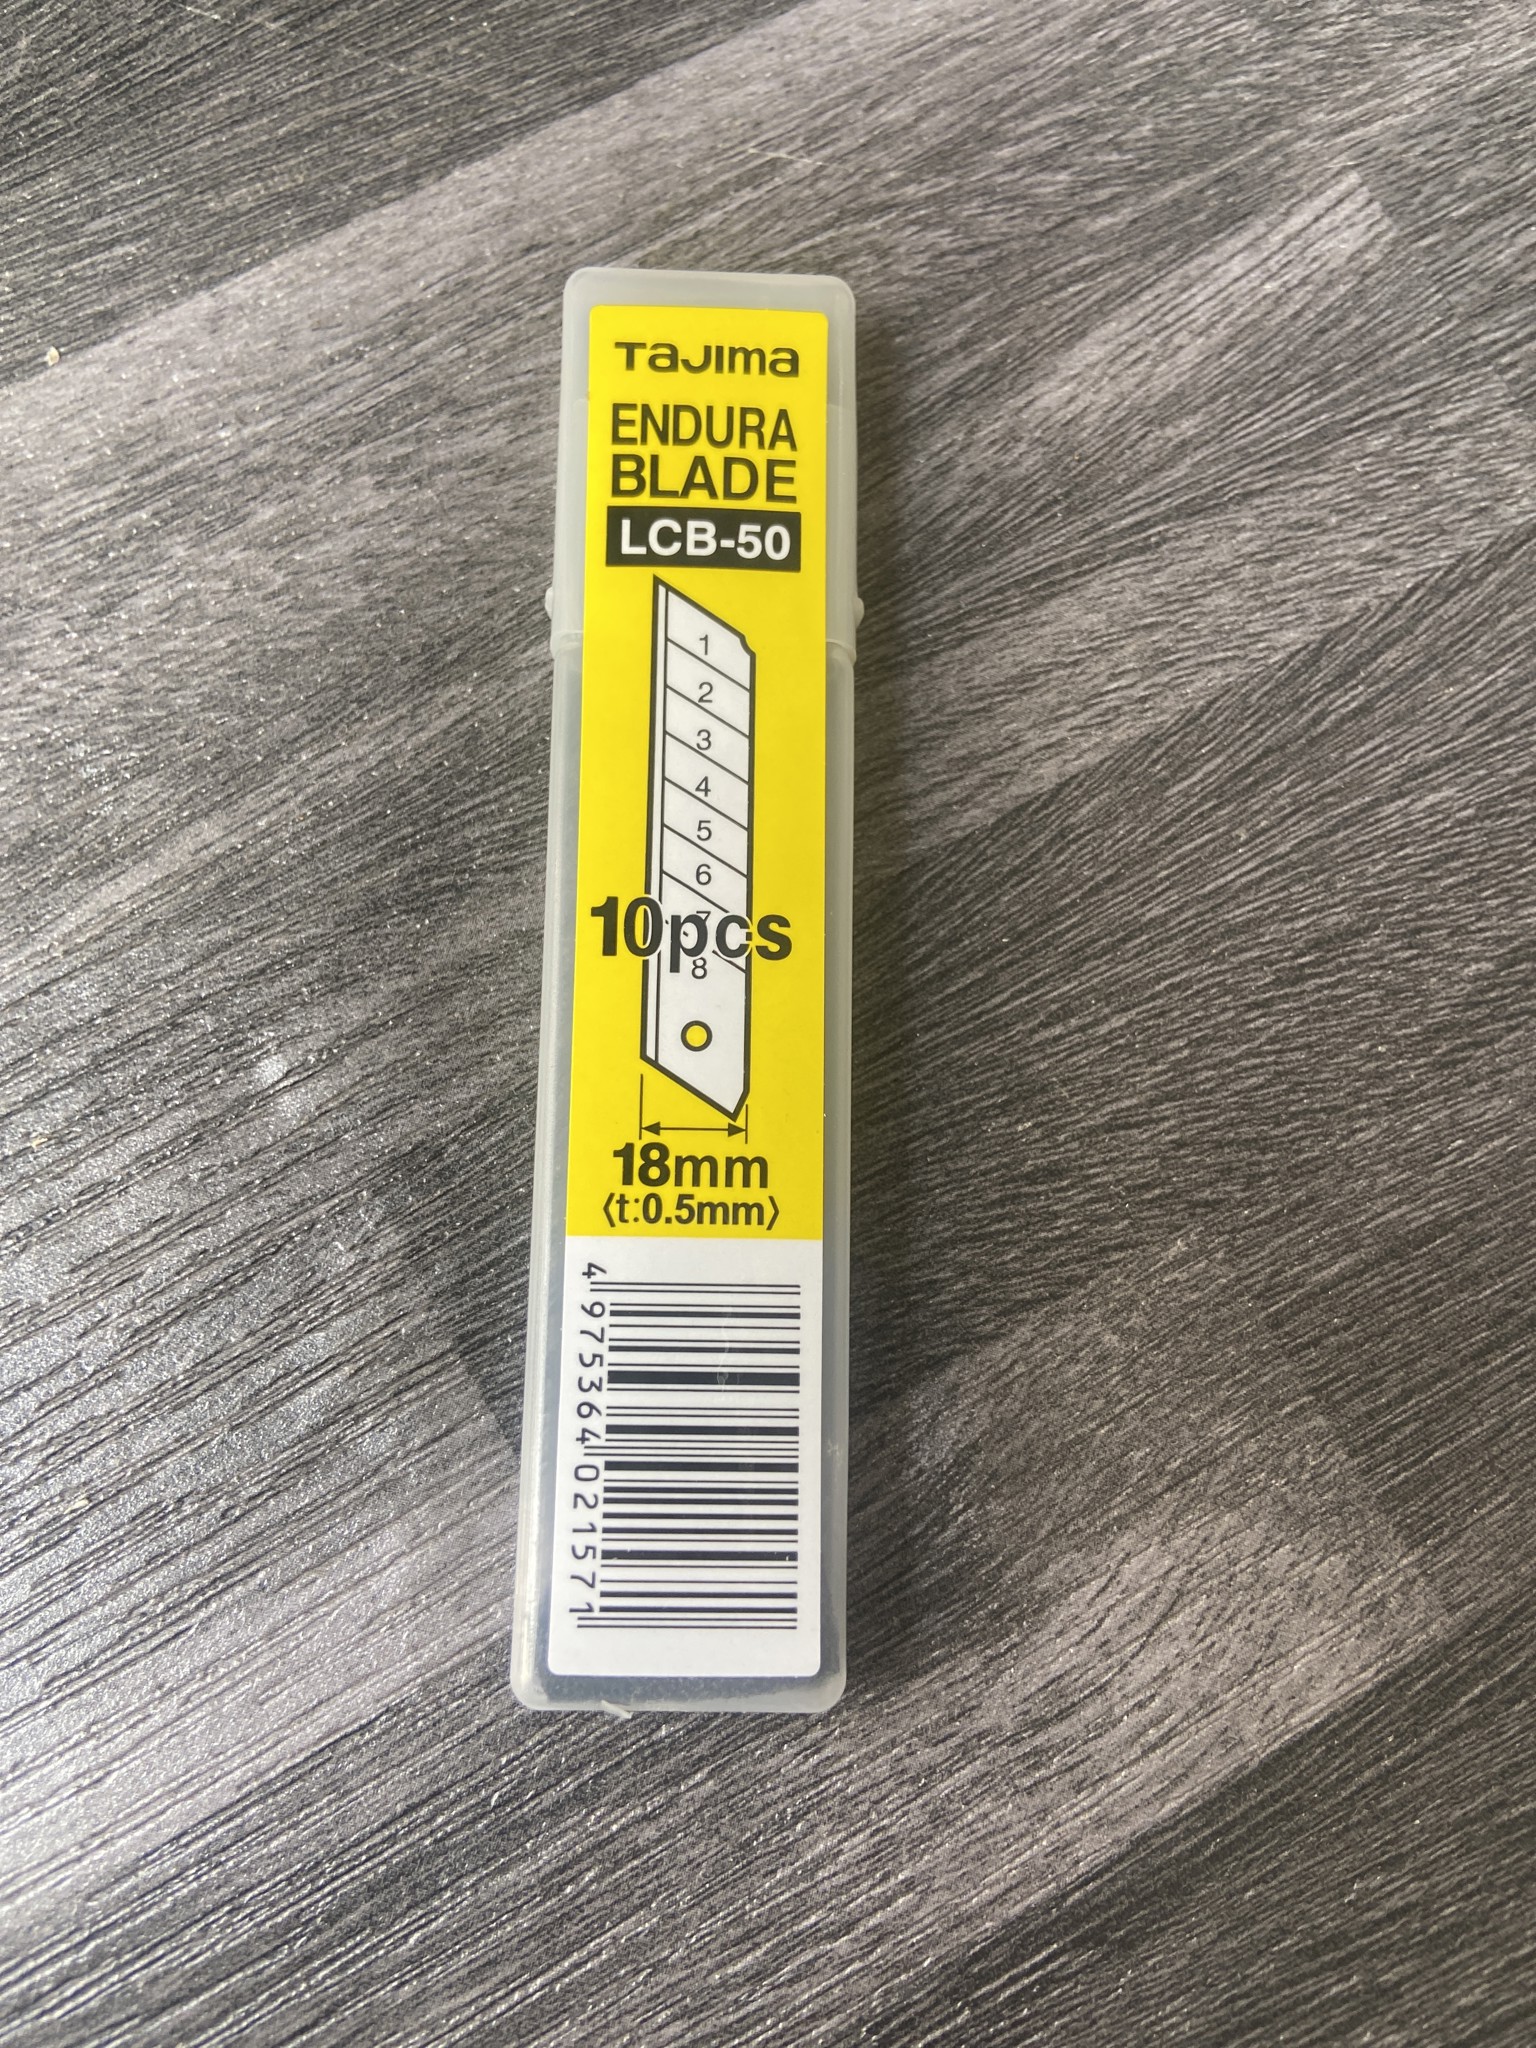 TaJIma
ENDURA
BLADE
LCB-50
1
2
3
4
5
6
7
10pcs
8
18mm
⟨t:0.5mm⟩
4 975364 021571